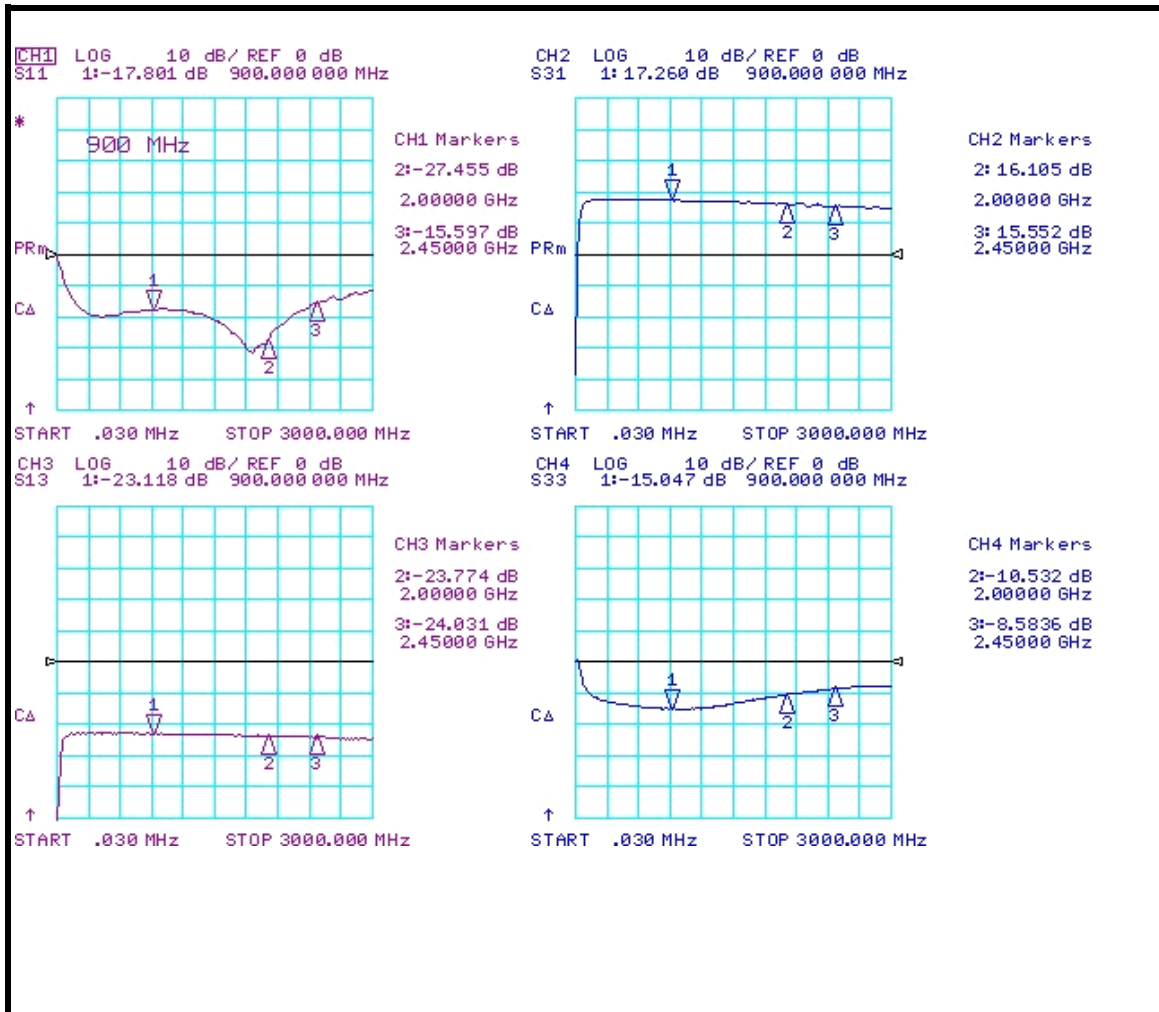 CH1 LOG 10 dB/ REF 0 dB
S11 1:-17.801 dB 900.000 000 MHz
*
900 MHz
CH1 Markers
2:-27.455 dB
2.00000 GHz
3:-15.597 dB
2.45000 GHz
PRm
C∆
1
2
3
↑
START .030 MHz STOP 3000.000 MHz
CH2 LOG 10 dB/ REF 0 dB
S31 1:17.260 dB 900.000 000 MHz
CH2 Markers
2:16.105 dB
2.00000 GHz
3:15.552 dB
2.45000 GHz
PRm
C∆
1
2
3
↑
START .030 MHz STOP 3000.000 MHz
CH3 LOG 10 dB/ REF 0 dB
S13 1:-23.118 dB 900.000 000 MHz
CH3 Markers
2:-23.774 dB
2.00000 GHz
3:-24.031 dB
2.45000 GHz
C∆
1
2
3
↑
START .030 MHz STOP 3000.000 MHz
CH4 LOG 10 dB/ REF 0 dB
S33 1:-15.047 dB 900.000 000 MHz
CH4 Markers
2:-10.532 dB
2.00000 GHz
3:-8.5836 dB
2.45000 GHz
C∆
1
2
3
↑
START .030 MHz STOP 3000.000 MHz